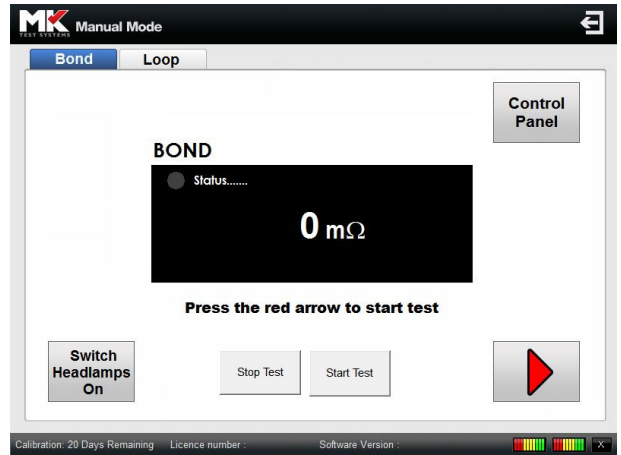 MK
TEST SYSTEMS
Manual Mode
Bond
Loop
Control
Panel
BOND
Status.......
0 mΩ
Press the red arrow to start test
Switch
Headlamps
On
Stop Test
Start Test
Calibration: 20 Days Remaining
Licence number :
Software Version :
X